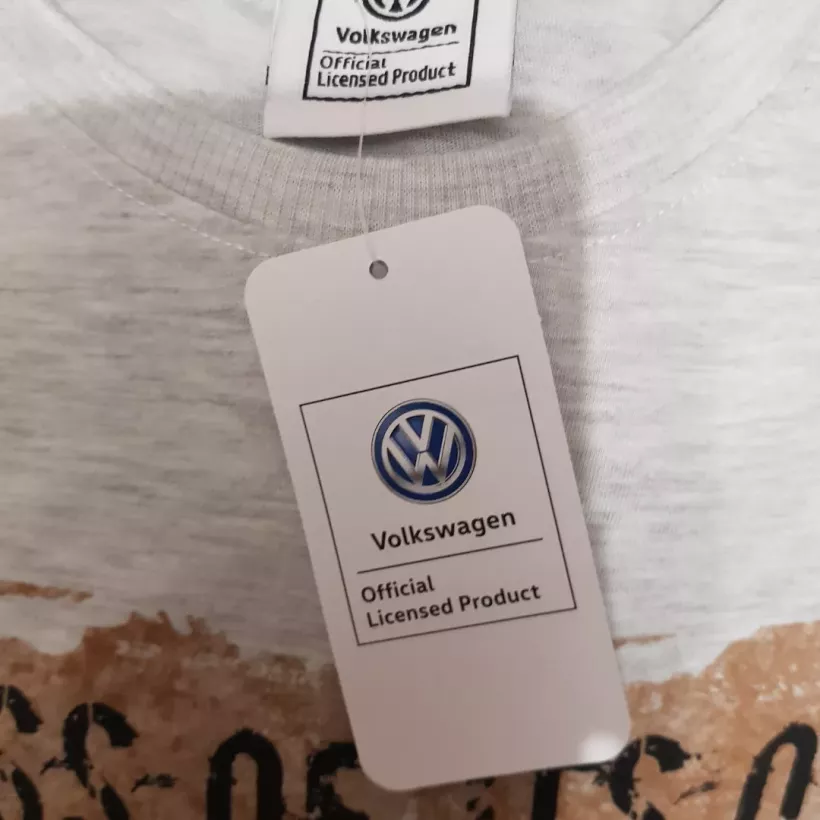 Volkswagen
Official
Licensed Product
Volkswagen
Official
Licensed Product